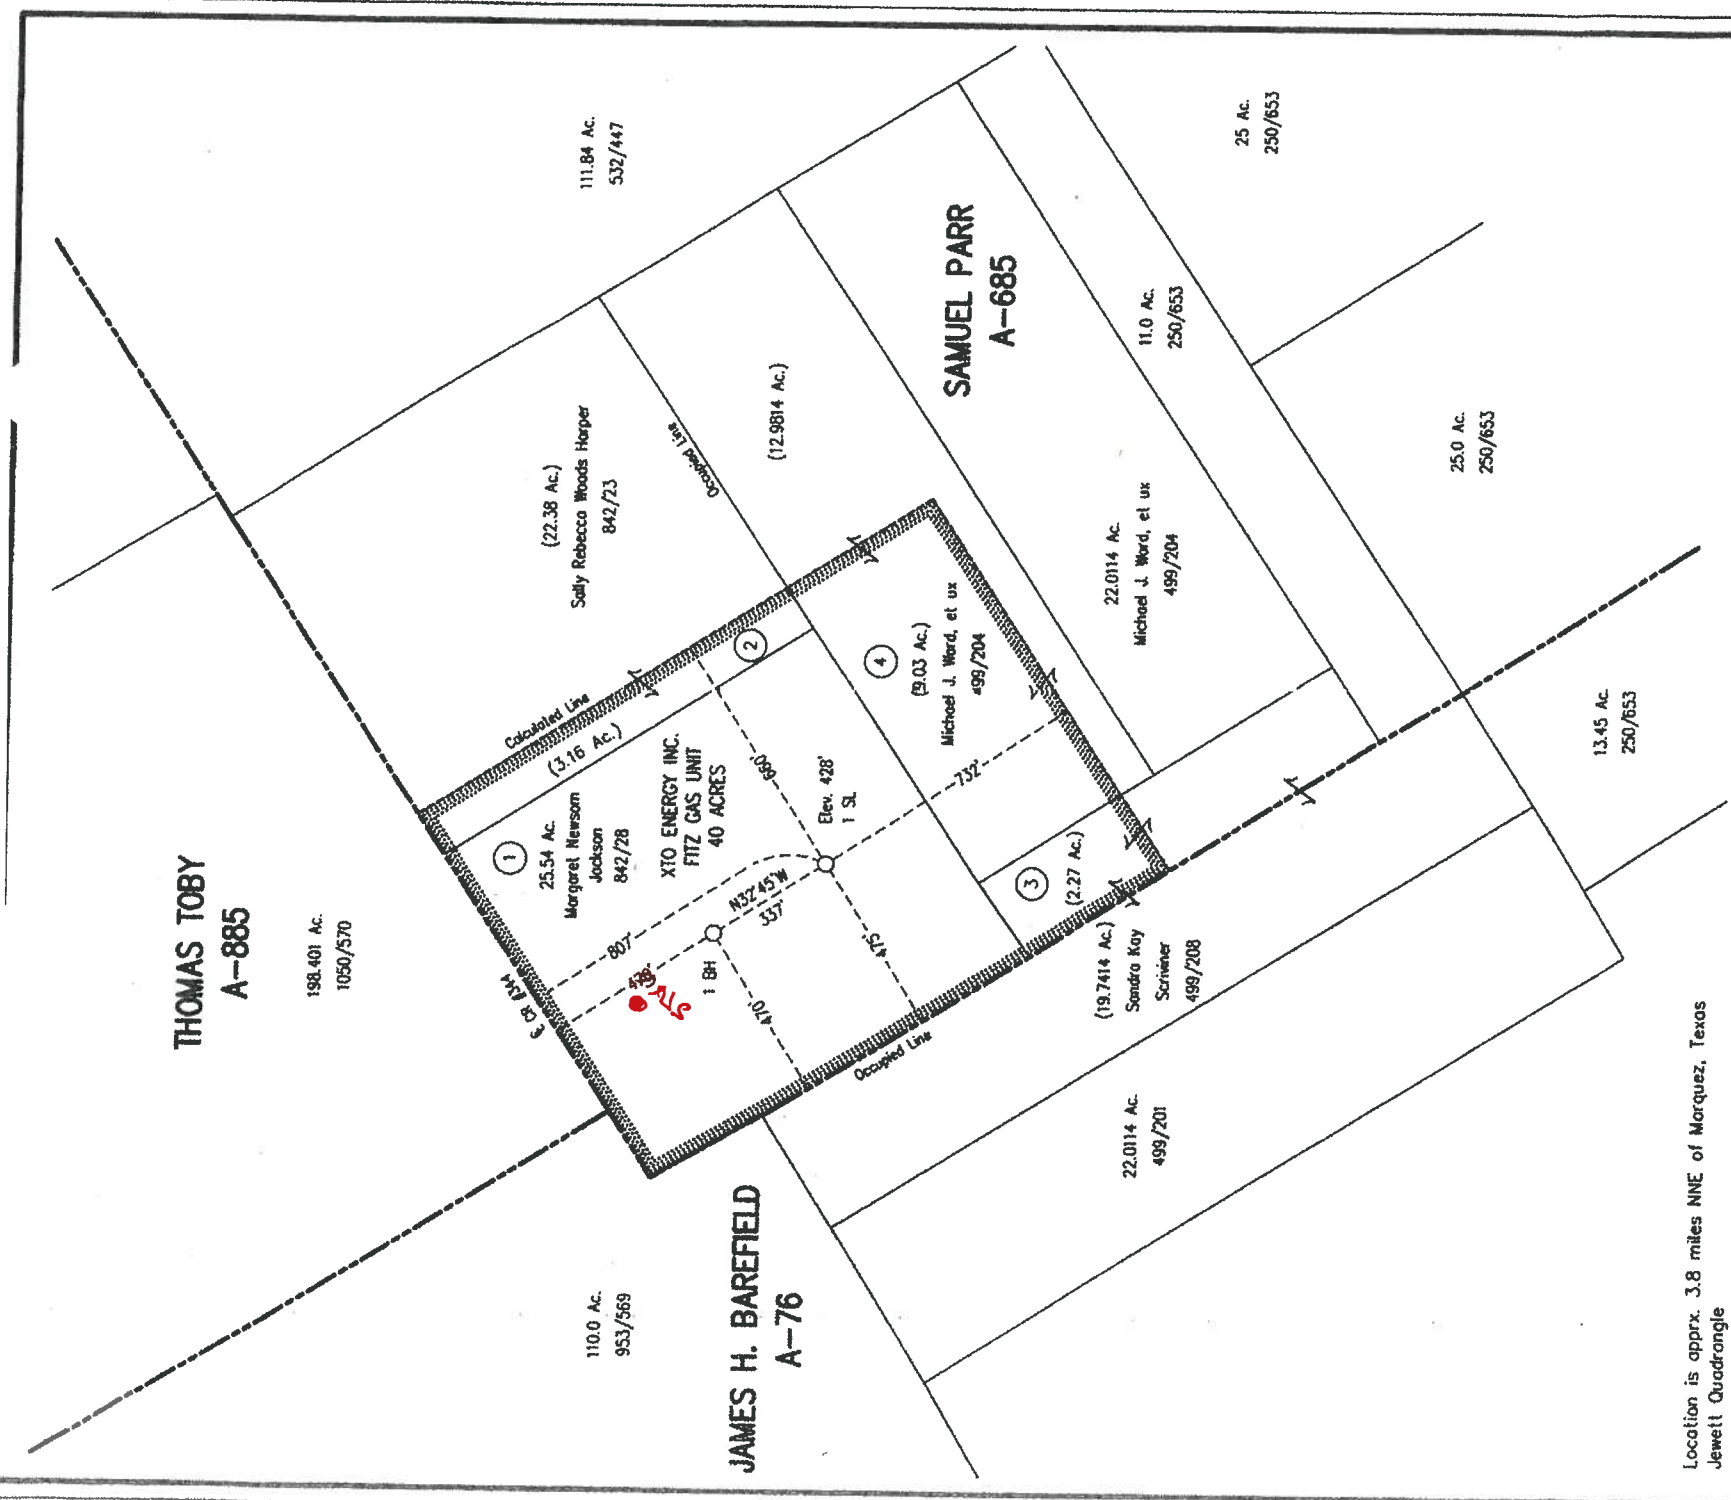 THOMAS TOBY
A-885
198.401 Ac.
1050/570
111.84 Ac.
532/447
25 Ac.
250/653
SAMUEL PARR
A-685
11.0 Ac.
250/653
25.0 Ac.
250/653
(22.38 Ac.)
Sally Rebecca Woods Harper
842/23
Occupied Line
(12.9814 Ac.)
22.0114 Ac.
Michael J. Ward, et ux
499/204
13.45 Ac.
250/653
Calculated Line
(3.16 Ac.)
2
1
25.54 Ac.
Margaret Newsom
Jackson
842/28
XTO ENERGY INC.
FITZ GAS UNIT
40 ACRES
4
(9.03 Ac.)
Michael J. Ward, et ux
499/204
660'
Elev. 428'
1 SL
732'
807'
N32°45'W
337'
1 BH
470'
475'
3
(2.27 Ac.)
(19.7414 Ac.)
Sandra Kay
Scrivner
499/208
Occupied Line
22.0114 Ac.
499/201
110.0 Ac.
953/569
JAMES H. BAREFIELD
A-76
Location is apprx. 3.8 miles NNE of Marquez, Texas
Jewett Quadrangle